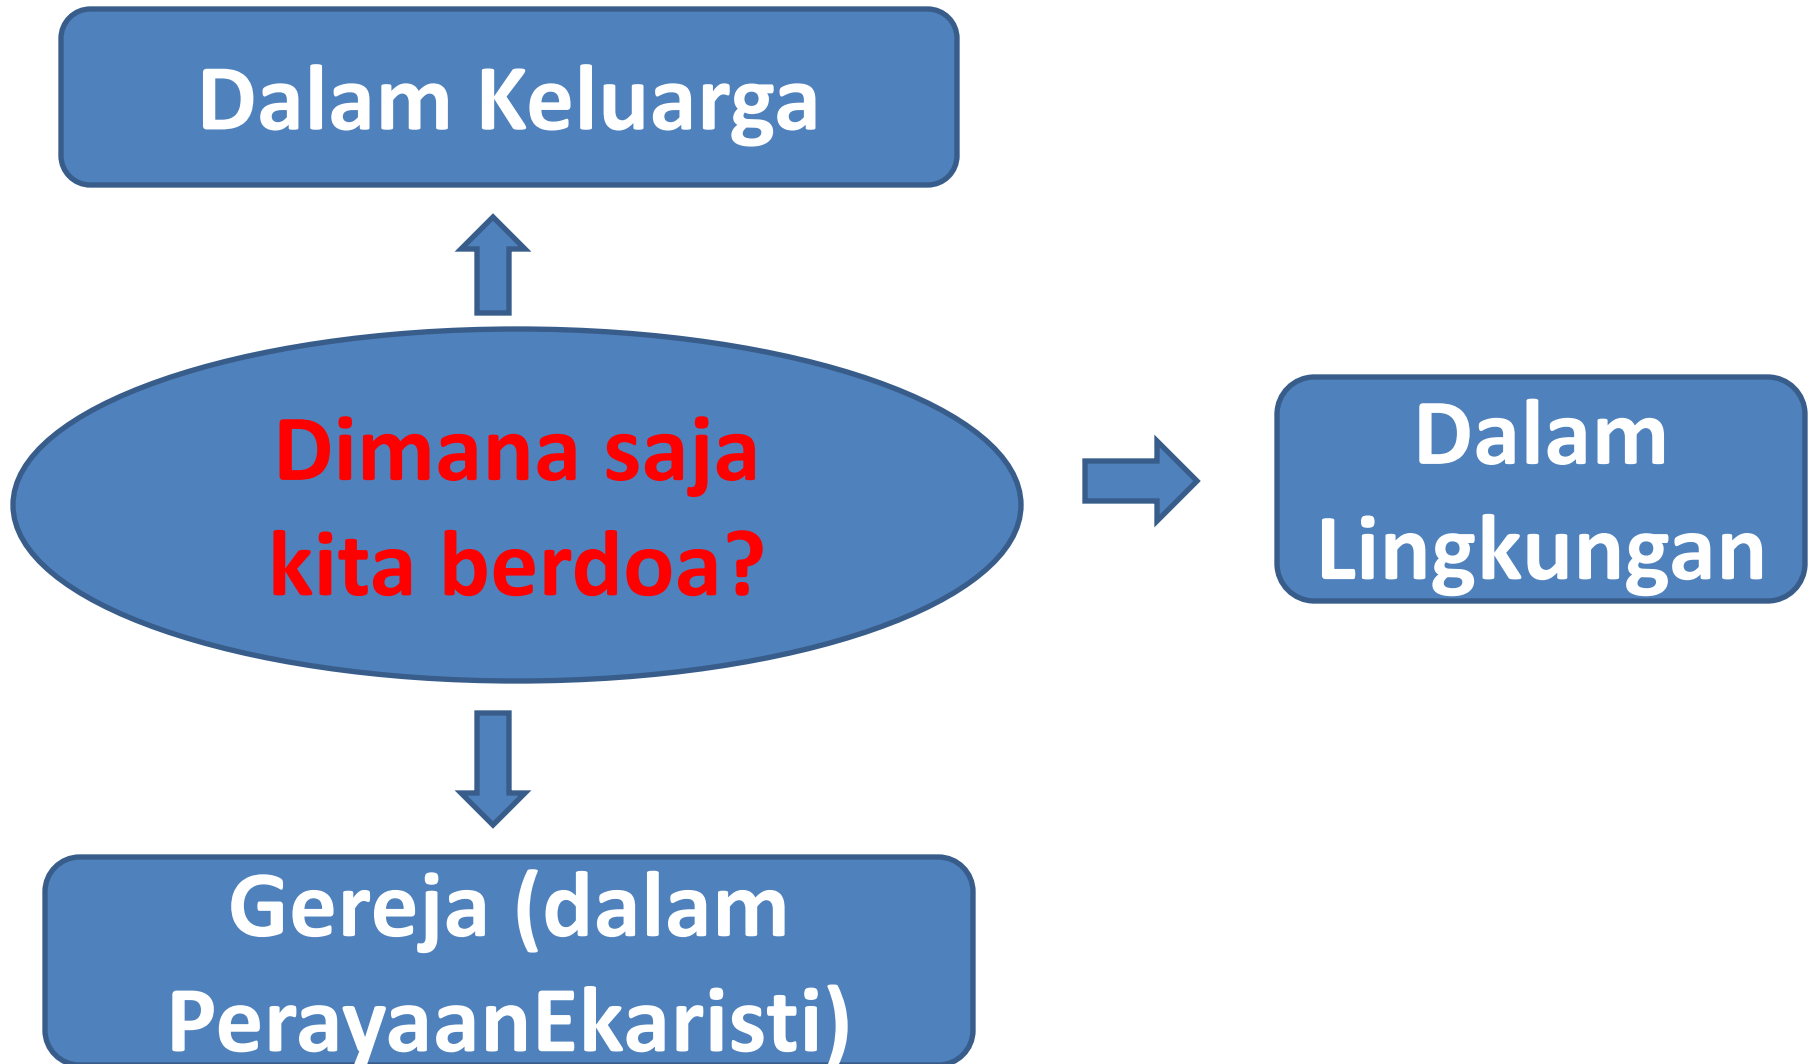 Dalam Keluarga
Dimana saja
kita berdoa?
Dalam
Lingkungan
Gereja (dalam
PerayaanEkaristi)